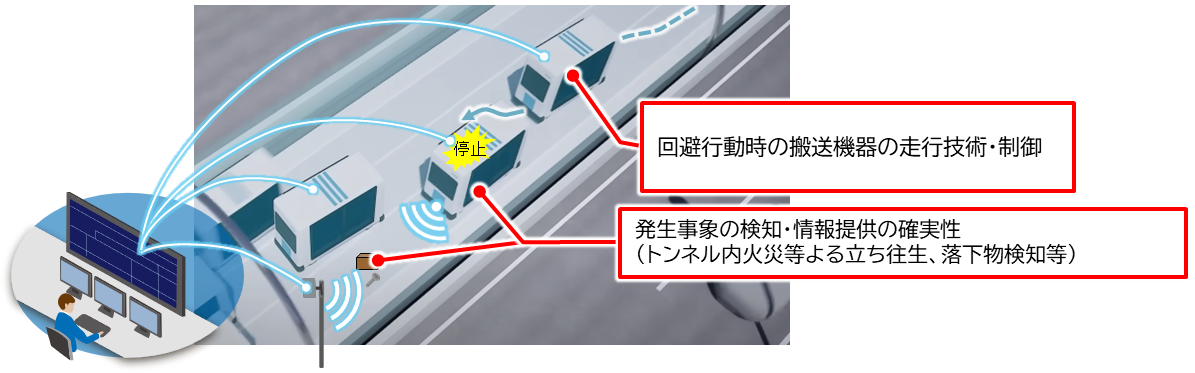 停止
回避行動時の搬送機器の走行技術・制御
発生事象の検知・情報提供の確実性
（トンネル内火災等よる立ち往生、落下物検知等）